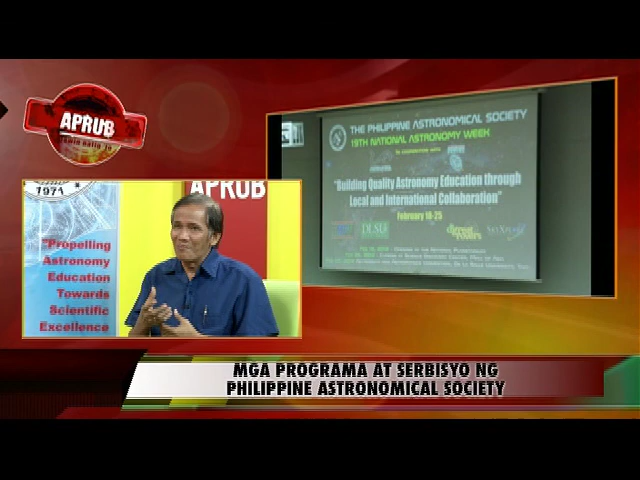 APRUB
THE PHILIPPINE ASTRONOMICAL SOCIETY
19TH NATIONAL ASTRONOMY WEEK
"Building Quality Astronomy Education through
Local and International Collaboration"
February 18-25
DLSU
1971
"Propelling
Astronomy
Education
Towards
Scientific
Excellence
APRUB
MGA PROGRAMA AT SERBISYO NG
PHILIPPINE ASTRONOMICAL SOCIETY